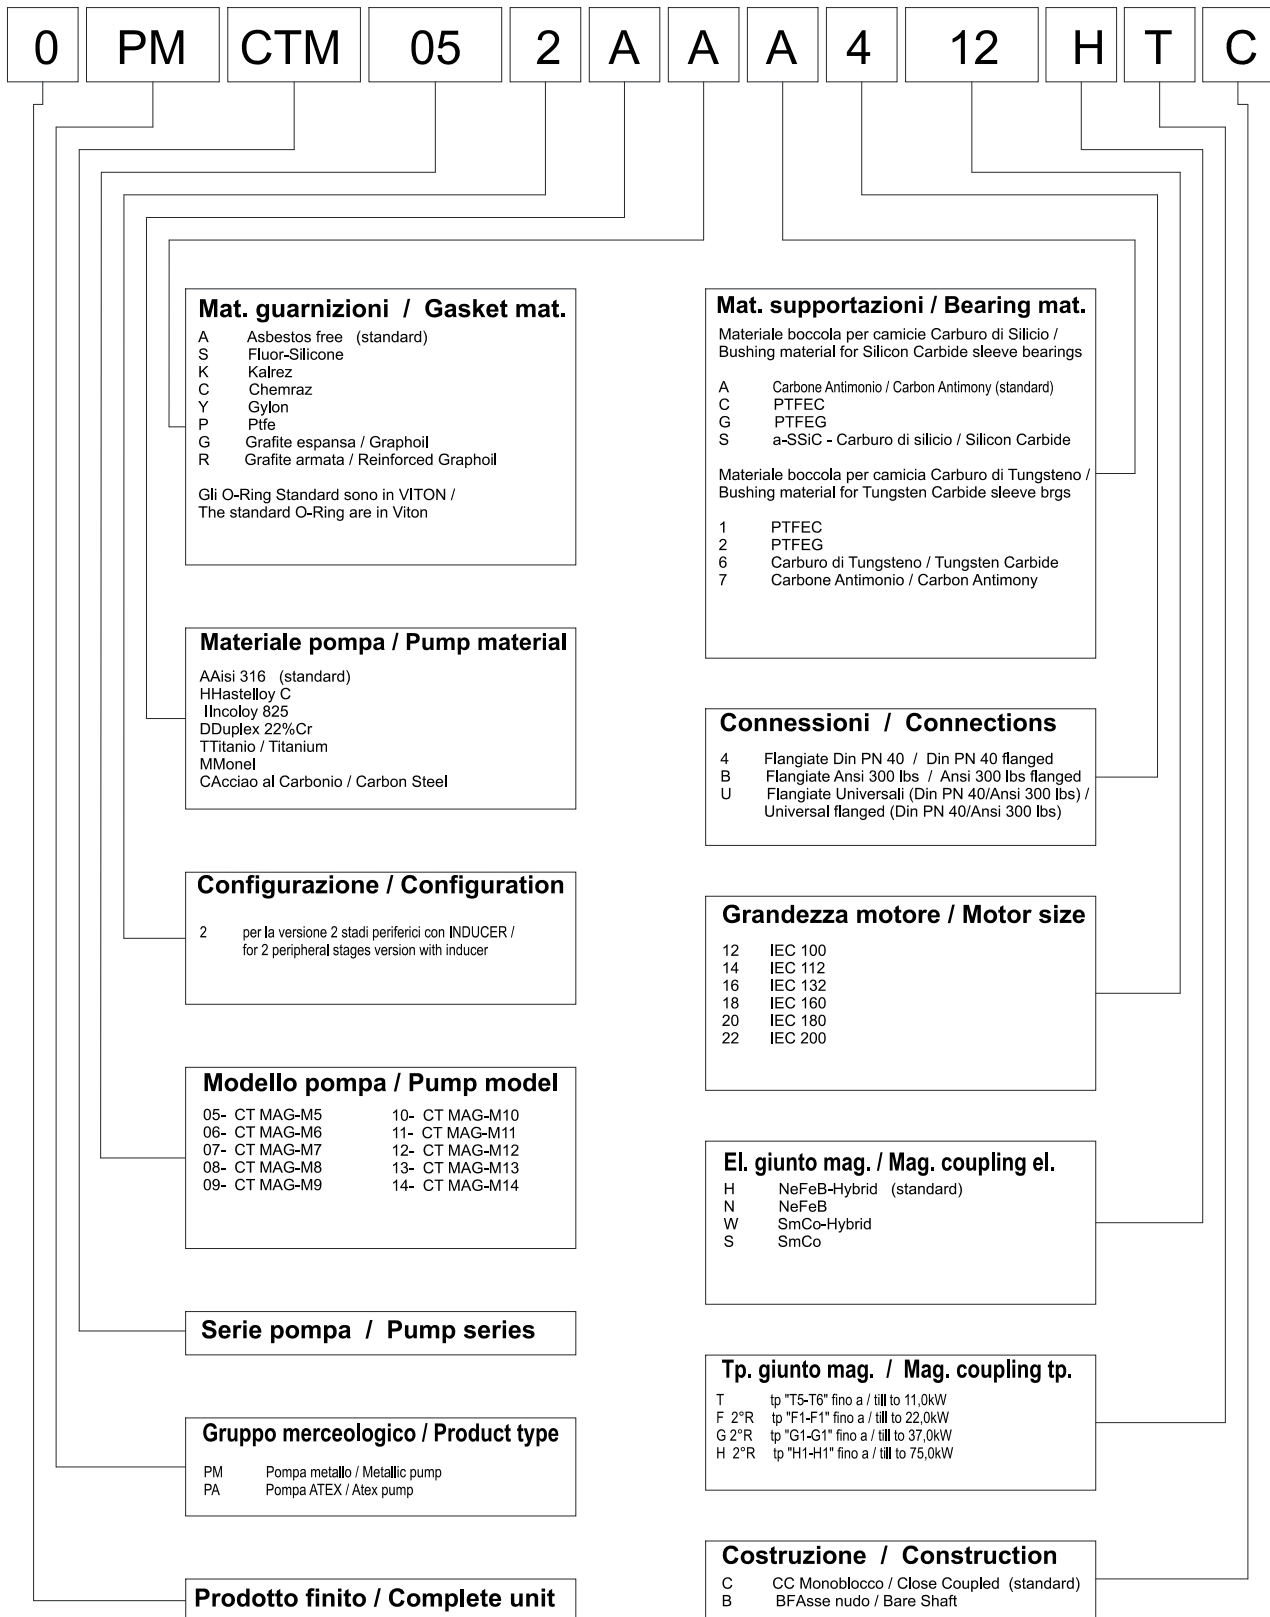 0 PM CTM 05 2 A A A 4 12 H T C
Mat. guarnizioni / Gasket mat.
A Asbestos free (standard)
S Fluor-Silicone
K Kalrez
C Chemraz
Y Gylon
P Ptfe
G Grafite espansa / Graphoil
R Grafite armata / Reinforced Graphoil
Gli O-Ring Standard sono in VITON /
The standard O-Ring are in Viton
Materiale pompa / Pump material
AAisi 316 (standard)
HHastelloy C
IIncoloy 825
DDuplex 22%Cr
TTitanio / Titanium
MMonel
CAcciao al Carbonio / Carbon Steel
Configurazione / Configuration
2 per la versione 2 stadi periferici con INDUCER /
for 2 peripheral stages version with inducer
Modello pompa / Pump model
05- CT MAG-M5 10- CT MAG-M10
06- CT MAG-M6 11- CT MAG-M11
07- CT MAG-M7 12- CT MAG-M12
08- CT MAG-M8 13- CT MAG-M13
09- CT MAG-M9 14- CT MAG-M14
Serie pompa / Pump series
Gruppo merceologico / Product type
PM Pompa metallo / Metallic pump
PA Pompa ATEX / Atex pump
Prodotto finito / Complete unit
Mat. supportazioni / Bearing mat.
Materiale boccola per camicie Carburo di Silicio /
Bushing material for Silicon Carbide sleeve bearings
A Carbone Antimonio / Carbon Antimony (standard)
C PTFEC
G PTFEG
S a-SSiC - Carburo di silicio / Silicon Carbide
Materiale boccola per camicia Carburo di Tungsteno /
Bushing material for Tungsten Carbide sleeve brgs
1 PTFEC
2 PTFEG
6 Carburo di Tungsteno / Tungsten Carbide
7 Carbone Antimonio / Carbon Antimony
Connessioni / Connections
4 Flangiate Din PN 40 / Din PN 40 flanged
B Flangiate Ansi 300 lbs / Ansi 300 lbs flanged
U Flangiate Universali (Din PN 40/Ansi 300 lbs) /
Universal flanged (Din PN 40/Ansi 300 lbs)
Grandezza motore / Motor size
12 IEC 100
14 IEC 112
16 IEC 132
18 IEC 160
20 IEC 180
22 IEC 200
El. giunto mag. / Mag. coupling el.
H NeFeB-Hybrid (standard)
N NeFeB
W SmCo-Hybrid
S SmCo
Tp. giunto mag. / Mag. coupling tp.
T tp "T5-T6" fino a / till to 11,0kW
F 2°R tp "F1-F1" fino a / till to 22,0kW
G 2°R tp "G1-G1" fino a / till to 37,0kW
H 2°R tp "H1-H1" fino a / till to 75,0kW
Costruzione / Construction
C CC Monoblocco / Close Coupled (standard)
B BFAsse nudo / Bare Shaft